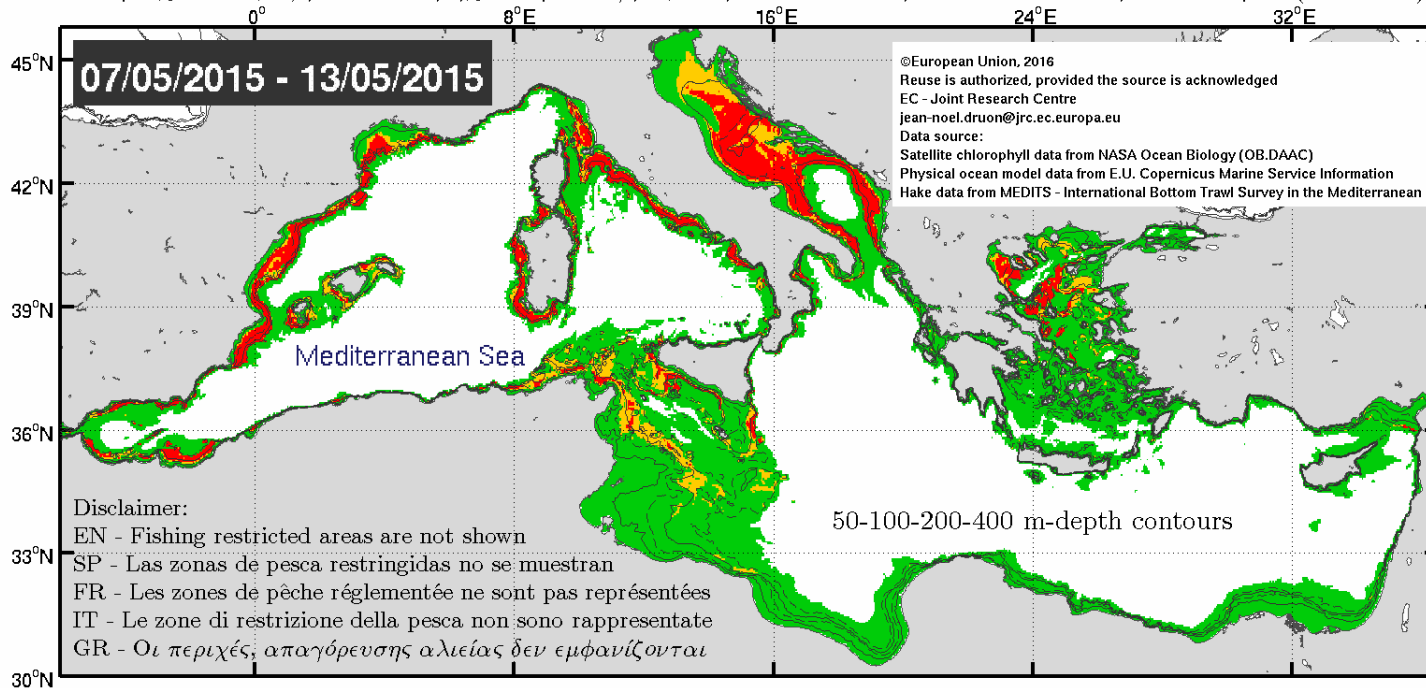 0° 8°E 16°E 24°E 32°E
45°N
07/05/2015 - 13/05/2015
©European Union, 2016
Reuse is authorized, provided the source is acknowledged
EC - Joint Research Centre
jean-noel.druon@jrc.ec.europa.eu
Data source:
Satellite chlorophyll data from NASA Ocean Biology (OB.DAAC)
Physical ocean model data from E.U. Copernicus Marine Service Information
Hake data from MEDITS - International Bottom Trawl Survey in the Mediterranean
42°N
39°N
Mediterranean Sea
36°N
Disclaimer:
50-100-200-400 m-depth contours
EN - Fishing restricted areas are not shown
33°N
SP - Las zonas de pesca restringidas no se muestran
FR - Les zones de pêche réglementée ne sont pas représentées
IT - Le zone di restrizione della pesca non sono rappresentate
GR - Οι περιχές, απαγόρευσης αλιείας δεν εμφανίζονται
30°N